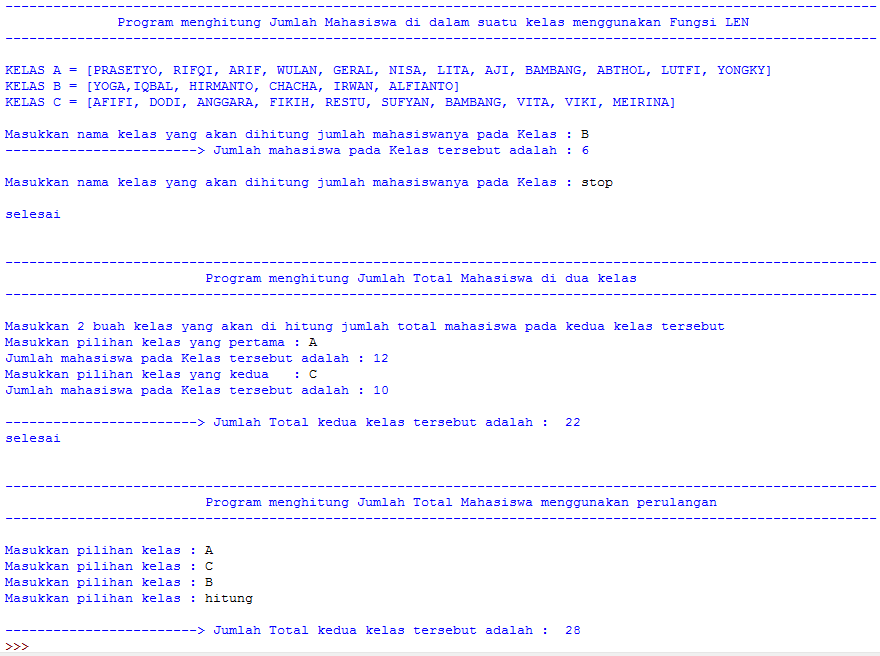 --------------------------------------------------------------------------------------------------------------
Program menghitung Jumlah Mahasiswa di dalam suatu kelas menggunakan Fungsi LEN
--------------------------------------------------------------------------------------------------------------
KELAS A = [PRASETYO, RIFQI, ARIF, WULAN, GERAL, NISA, LITA, AJI, BAMBANG, ABTHOL, LUTFI, YONGKY]
KELAS B = [YOGA,IQBAL, HIRMANTO, CHACHA, IRWAN, ALFIANTO]
KELAS C = [AFIFI, DODI, ANGGARA, FIKIH, RESTU, SUFYAN, BAMBANG, VITA, VIKI, MEIRINA]
Masukkan nama kelas yang akan dihitung jumlah mahasiswanya pada Kelas : B
------------------------> Jumlah mahasiswa pada Kelas tersebut adalah : 6
Masukkan nama kelas yang akan dihitung jumlah mahasiswanya pada Kelas : stop
selesai
--------------------------------------------------------------------------------------------------------------
Program menghitung Jumlah Total Mahasiswa di dua kelas
--------------------------------------------------------------------------------------------------------------
Masukkan 2 buah kelas yang akan di hitung jumlah total mahasiswa pada kedua kelas tersebut
Masukkan pilihan kelas yang pertama : A
Jumlah mahasiswa pada Kelas tersebut adalah : 12
Masukkan pilihan kelas yang kedua   : C
Jumlah mahasiswa pada Kelas tersebut adalah : 10
------------------------> Jumlah Total kedua kelas tersebut adalah :  22
selesai
--------------------------------------------------------------------------------------------------------------
Program menghitung Jumlah Total Mahasiswa menggunakan perulangan
--------------------------------------------------------------------------------------------------------------
Masukkan pilihan kelas : A
Masukkan pilihan kelas : C
Masukkan pilihan kelas : B
Masukkan pilihan kelas : hitung
------------------------> Jumlah Total kedua kelas tersebut adalah :  28
>>>